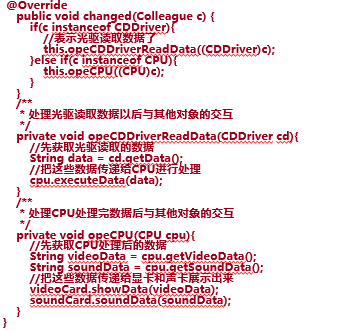 @Override
public void changed(Colleague c) {
if(c instanceof CDDriver){
//表示光驱读取数据了
this.opeCDDriverReadData((CDDriver)c);
}else if(c instanceof CPU){
this.opeCPU((CPU)c);
}
}
/**
* 处理光驱读取数据以后与其他对象的交互
*/
private void opeCDDriverReadData(CDDriver cd){
//先获取光驱读取的数据
String data = cd.getData();
//把这些数据传递给CPU进行处理
cpu.executeData(data);
}
/**
* 处理CPU处理完数据后与其他对象的交互
*/
private void opeCPU(CPU cpu){
//先获取CPU处理后的数据
String videoData = cpu.getVideoData();
String soundData = cpu.getSoundData();
//把这些数据传递给显卡和声卡展示出来
videoCard.showData(videoData);
soundCard.soundData(soundData);
}
}